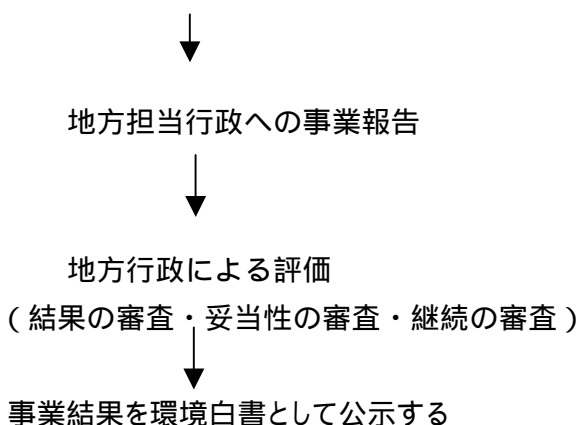 地方担当行政への事業報告
地方行政による評価
(結果の審査・妥当性の審査・継続の審査)
事業結果を環境白書として公示する